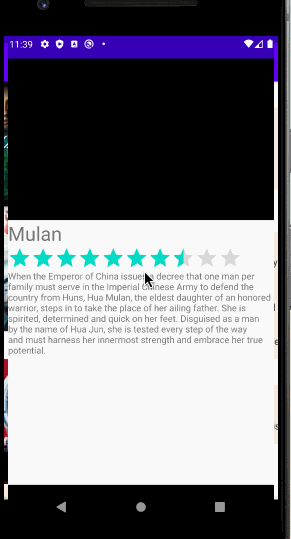 11:39
Mulan
When the Emperor of China issues a decree that one man per
family must serve in the Imperial Chinese Army to defend the
country from Huns, Hua Mulan, the eldest daughter of an honored
warrior, steps in to take the place of her ailing father. She is
spirited, determined and quick on her feet. Disguised as a man
by the name of Hua Jun, she is tested every step of the way
and must harness her innermost strength and embrace her true
potential.